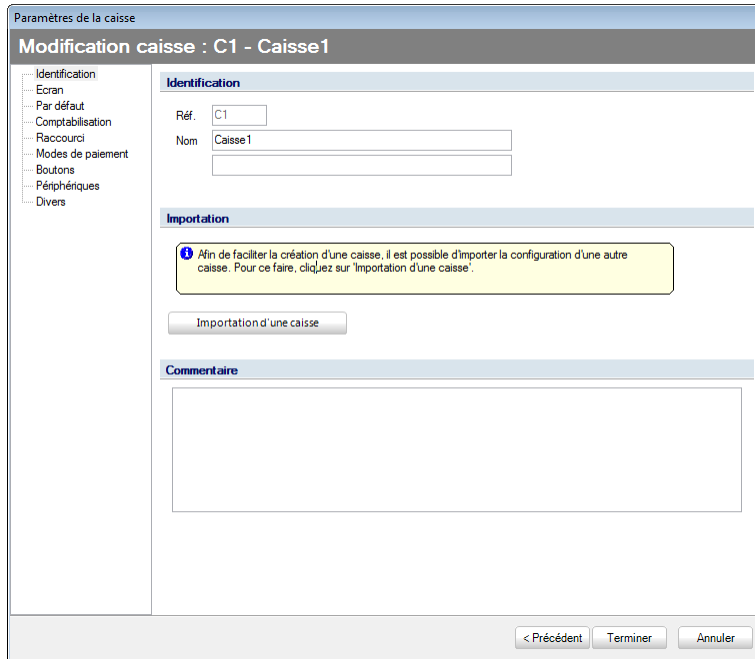 Paramètres de la caisse
Modification caisse : C1 - Caisse1
Identification
Ecran
Par défaut
Comptabilisation
Raccourci
Modes de paiement
Boutons
Périphériques
Divers
Identification
Réf. C1
Nom Caisse1
Importation
Afin de faciliter la création d'une caisse, il est possible d'importer la configuration d'une autre
caisse. Pour ce faire, cliquez sur 'Importation d'une caisse'.
Importation d'une caisse
Commentaire
< Précédent Terminer Annuler